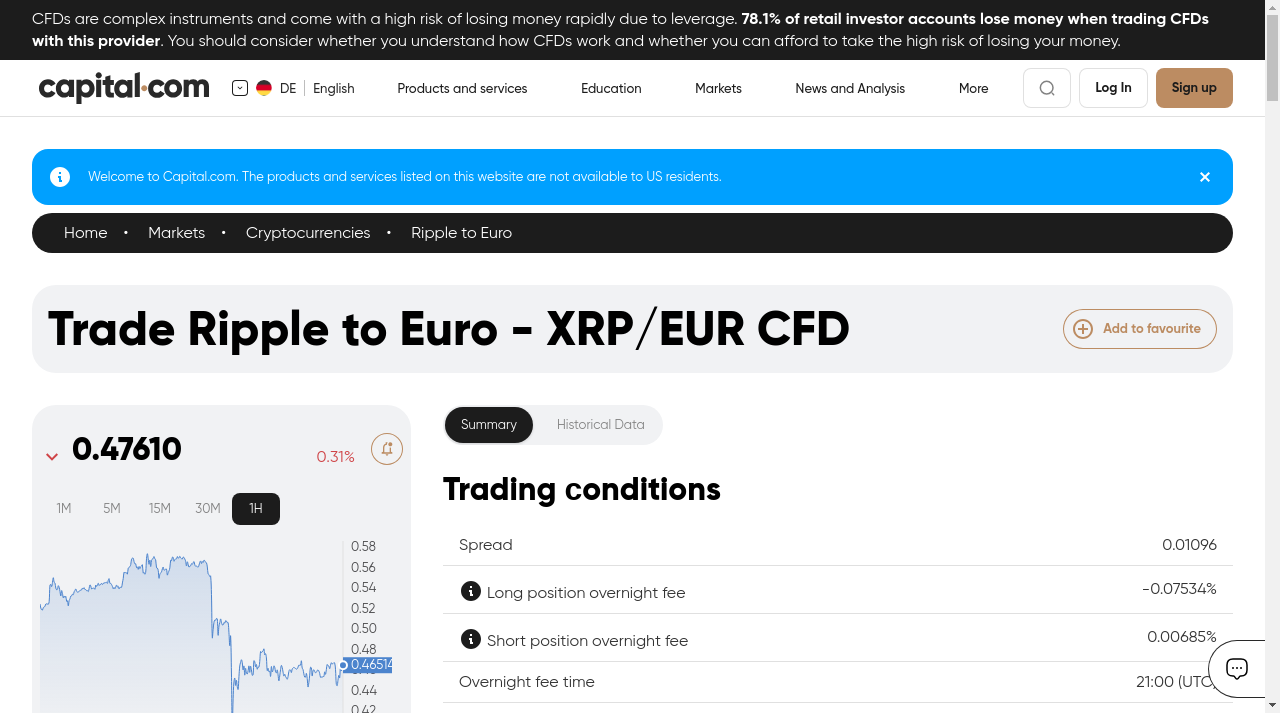 CFDs are complex instruments and come with a high risk of losing money rapidly due to leverage. 78.1% of retail investor accounts lose money when trading CFDs
with this provider. You should consider whether you understand how CFDs work and whether you can afford to take the high risk of losing your money.
capital.com
DE English
Products and services
Education
Markets
News and Analysis
More
Log In
Sign up
Welcome to Capital.com. The products and services listed on this website are not available to US residents.
Home • Markets • Cryptocurrencies • Ripple to Euro
Trade Ripple to Euro - XRP/EUR CFD
Add to favourite
0.47610
0.31%
1M 5M 15M 30M 1H
0.58
0.56
0.54
0.52
0.50
0.48
0.46514
0.44
0.42
Summary
Historical Data
Trading conditions
Spread 0.01096
Long position overnight fee -0.07534%
Short position overnight fee 0.00685%
Overnight fee time 21:00 (UTC)